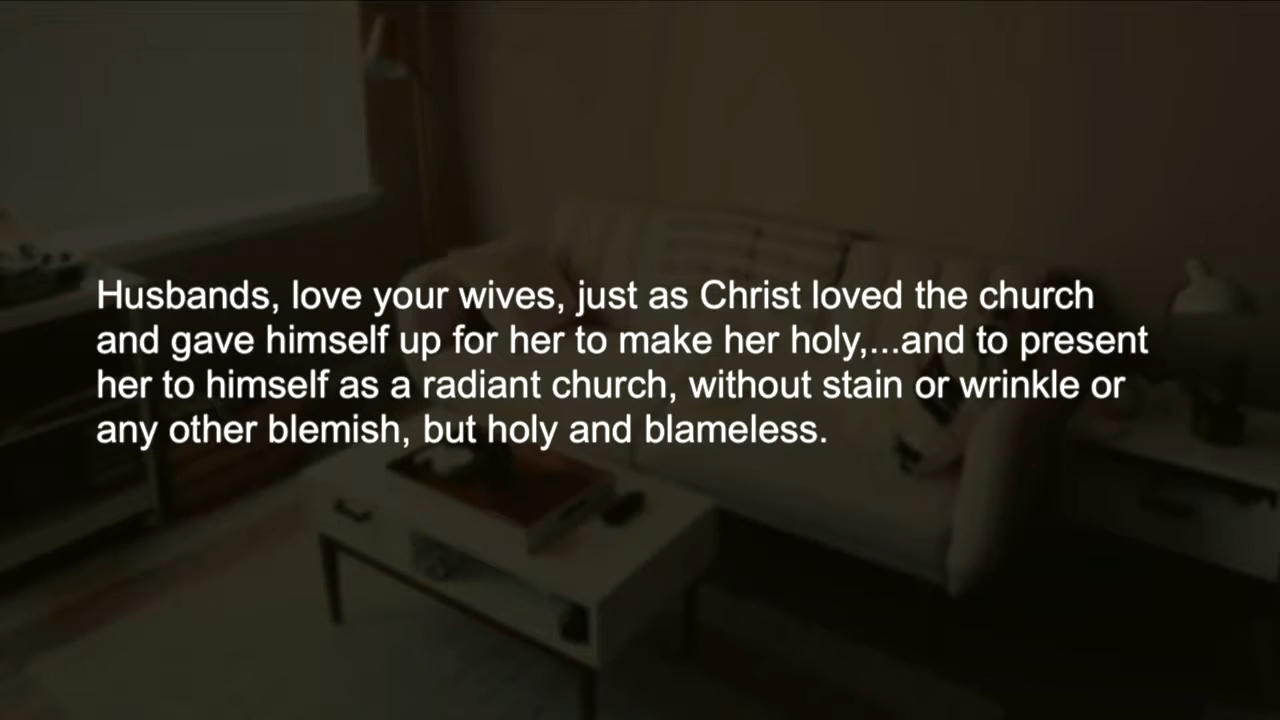 Husbands, love your wives, just as Christ loved the church
and gave himself up for her to make her holy,...and to present
her to himself as a radiant church, without stain or wrinkle or
any other blemish, but holy and blameless.